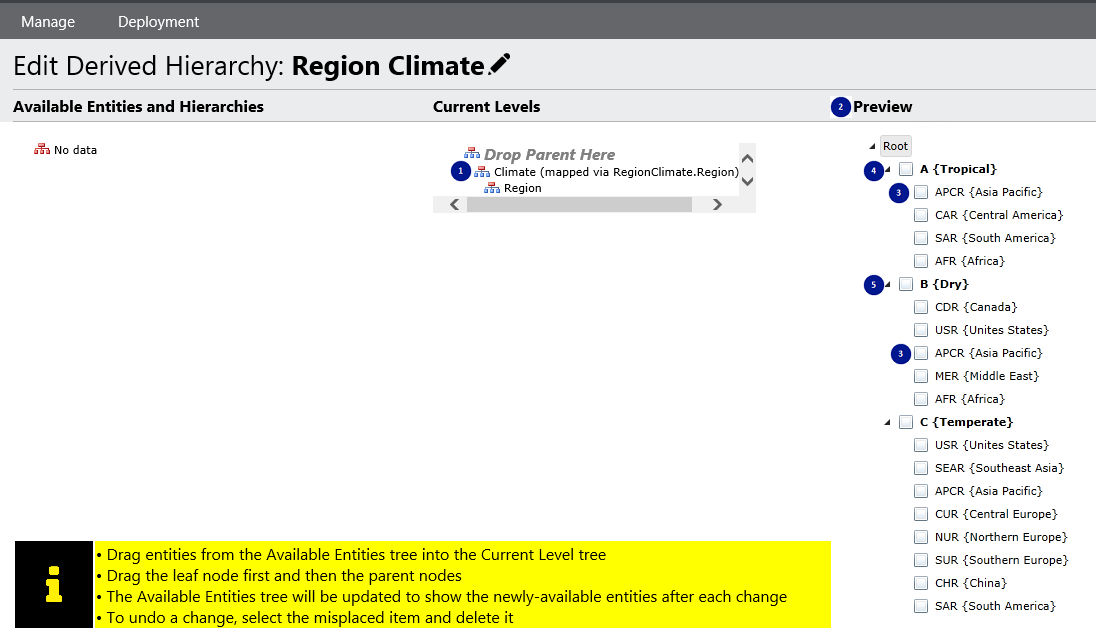 Manage Deployment
Edit Derived Hierarchy: Region Climate
Available Entities and Hierarchies
No data
Current Levels
Drop Parent Here
1 Climate (mapped via RegionClimate.Region)
Region
2 Preview
Root
4 A {Tropical}
3 APCR {Asia Pacific}
CAR {Central America}
SAR {South America}
AFR {Africa}
5 B {Dry}
CDR {Canada}
USR {Unites States}
3 APCR {Asia Pacific}
MER {Middle East}
AFR {Africa}
C {Temperate}
USR {Unites States}
SEAR {Southeast Asia}
APCR {Asia Pacific}
CUR {Central Europe}
NUR {Northern Europe}
SUR {Southern Europe}
CHR {China}
SAR {South America}
i
• Drag entities from the Available Entities tree into the Current Level tree
• Drag the leaf node first and then the parent nodes
• The Available Entities tree will be updated to show the newly-available entities after each change
• To undo a change, select the misplaced item and delete it